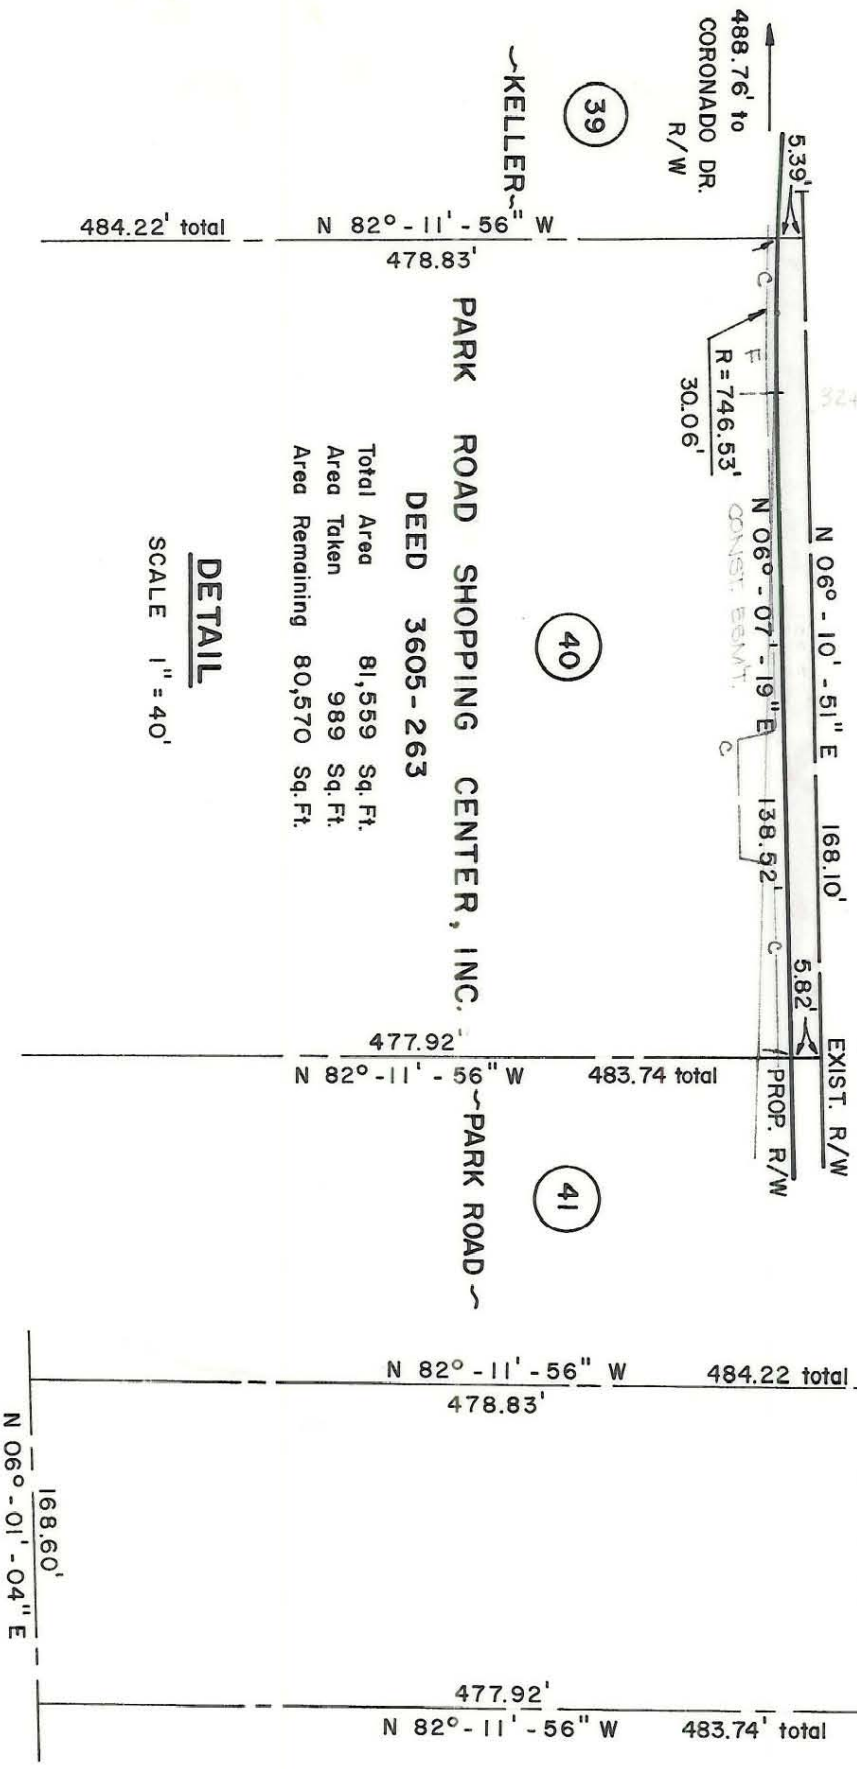 488.76' to
CORONADO DR.
R/W
5.39'
39
~KELLER~
484.22' total
N 82° - 11' - 56" W
478.83'
C
F
R = 746.53'
30.06'
N 06° - 10' - 51" E 168.10'
N 06° - 07' - 19" E 138.52'
CONST. ESMT.
C
C
5.82'
EXIST. R/W
PROP. R/W
40
PARK ROAD SHOPPING CENTER, INC.
DEED 3605-263
Total Area 81,559 Sq. Ft.
Area Taken 989 Sq. Ft.
Area Remaining 80,570 Sq. Ft.
DETAIL
SCALE 1" = 40'
477.92'
N 82° - 11' - 56" W
483.74 total
~PARK ROAD~
41
N 82° - 11' - 56" W
484.22 total
478.83'
168.60'
N 06° - 01' - 04" E
477.92'
N 82° - 11' - 56" W
483.74' total